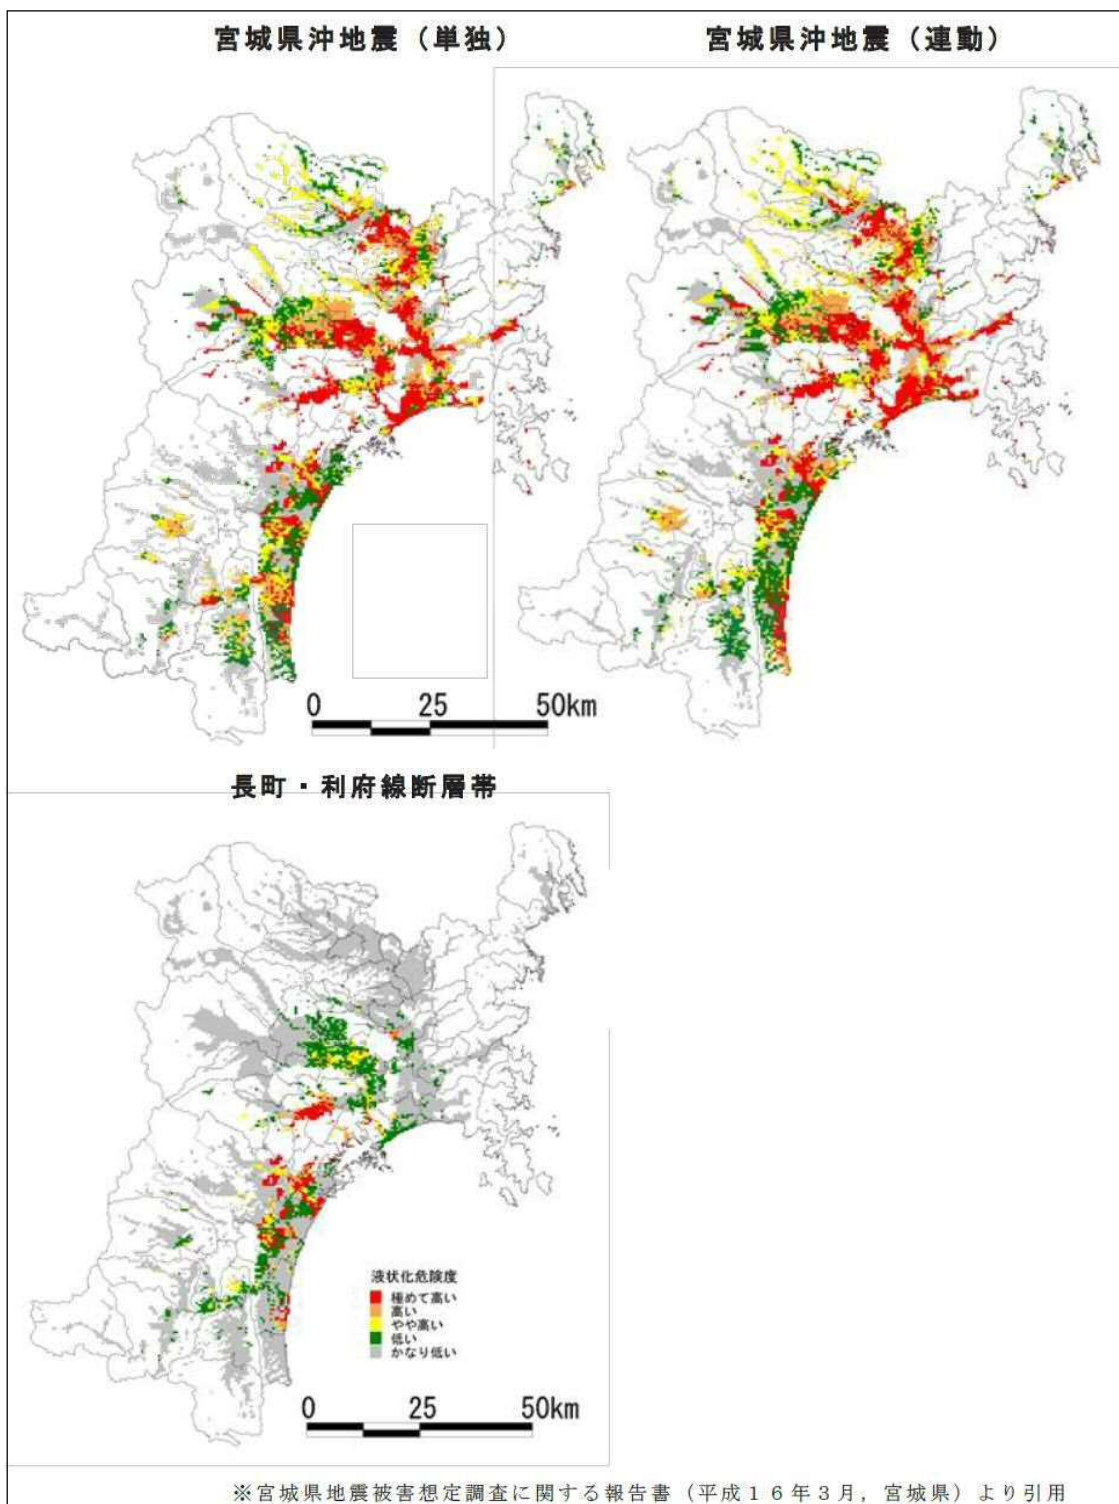 宮城県沖地震（単独）
宮城県沖地震（連動）
0 25 50km
長町・利府線断層帯
液状化危険度
極めて高い
高い
やや高い
低い
かなり低い
0 25 50km
※宮城県地震被害想定調査に関する報告書（平成１６年３月，宮城県）より引用